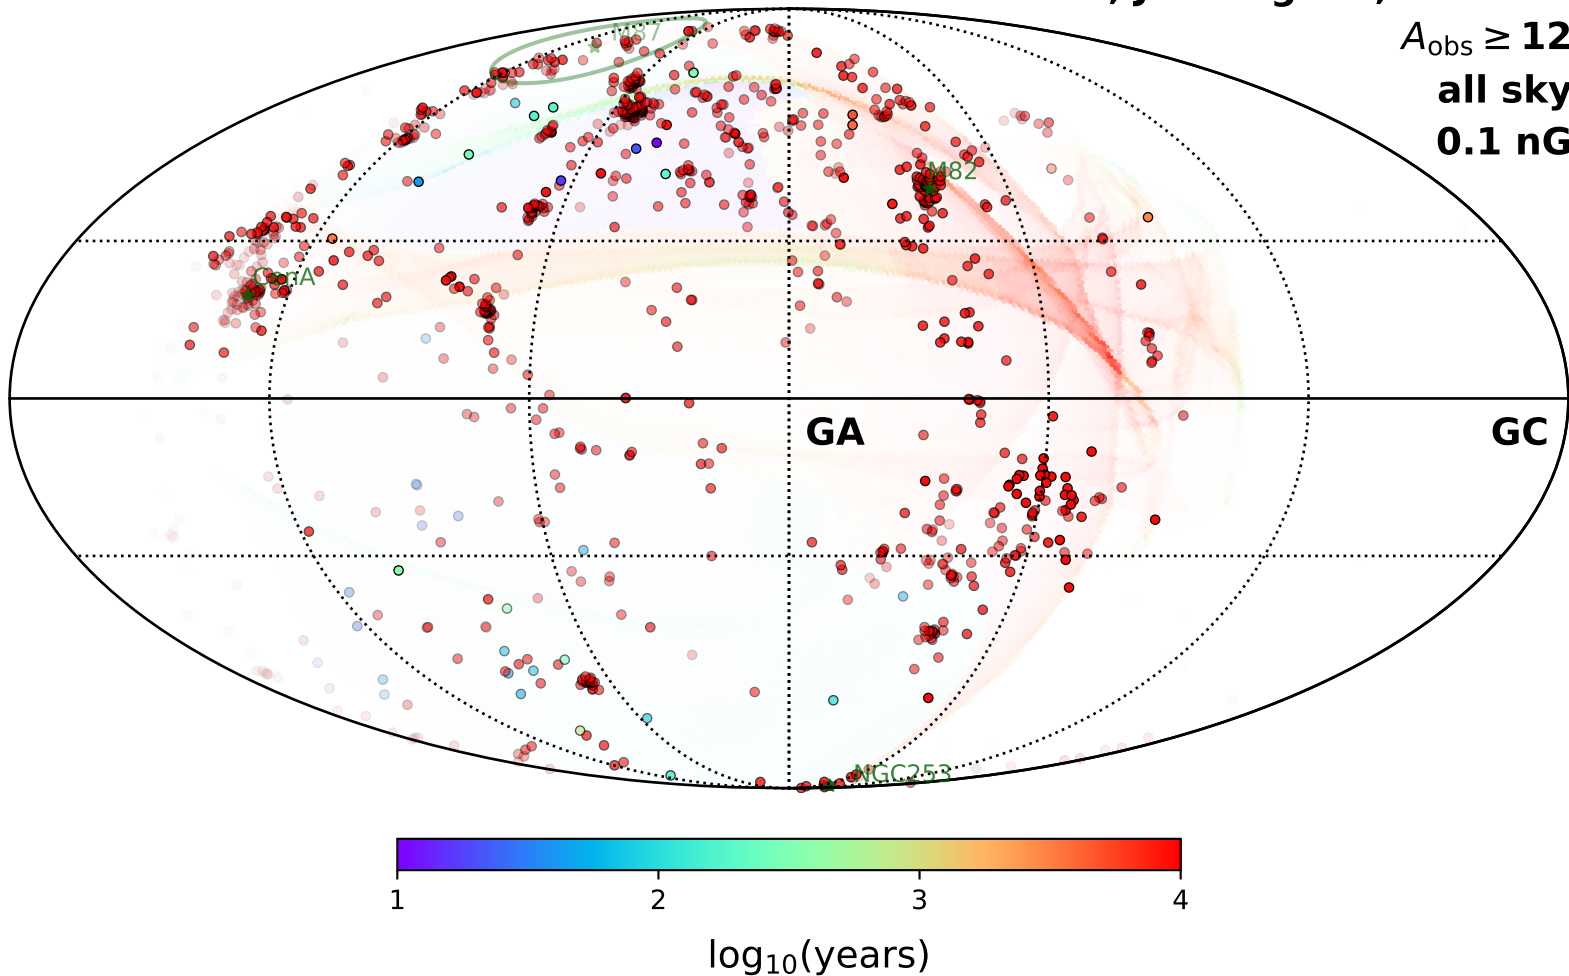 A_obs ≥ 12
all sky
0.1 nG
M87
M82
CenA
GA
GC
NGC253
1 2 3 4
log₁₀(years)